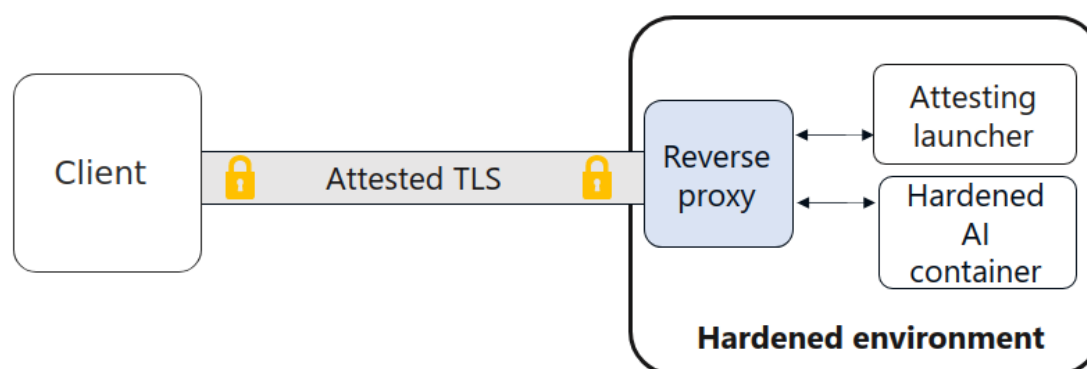 Client
Attested TLS
Reverse
proxy
Attesting
launcher
Hardened
AI
container
Hardened environment